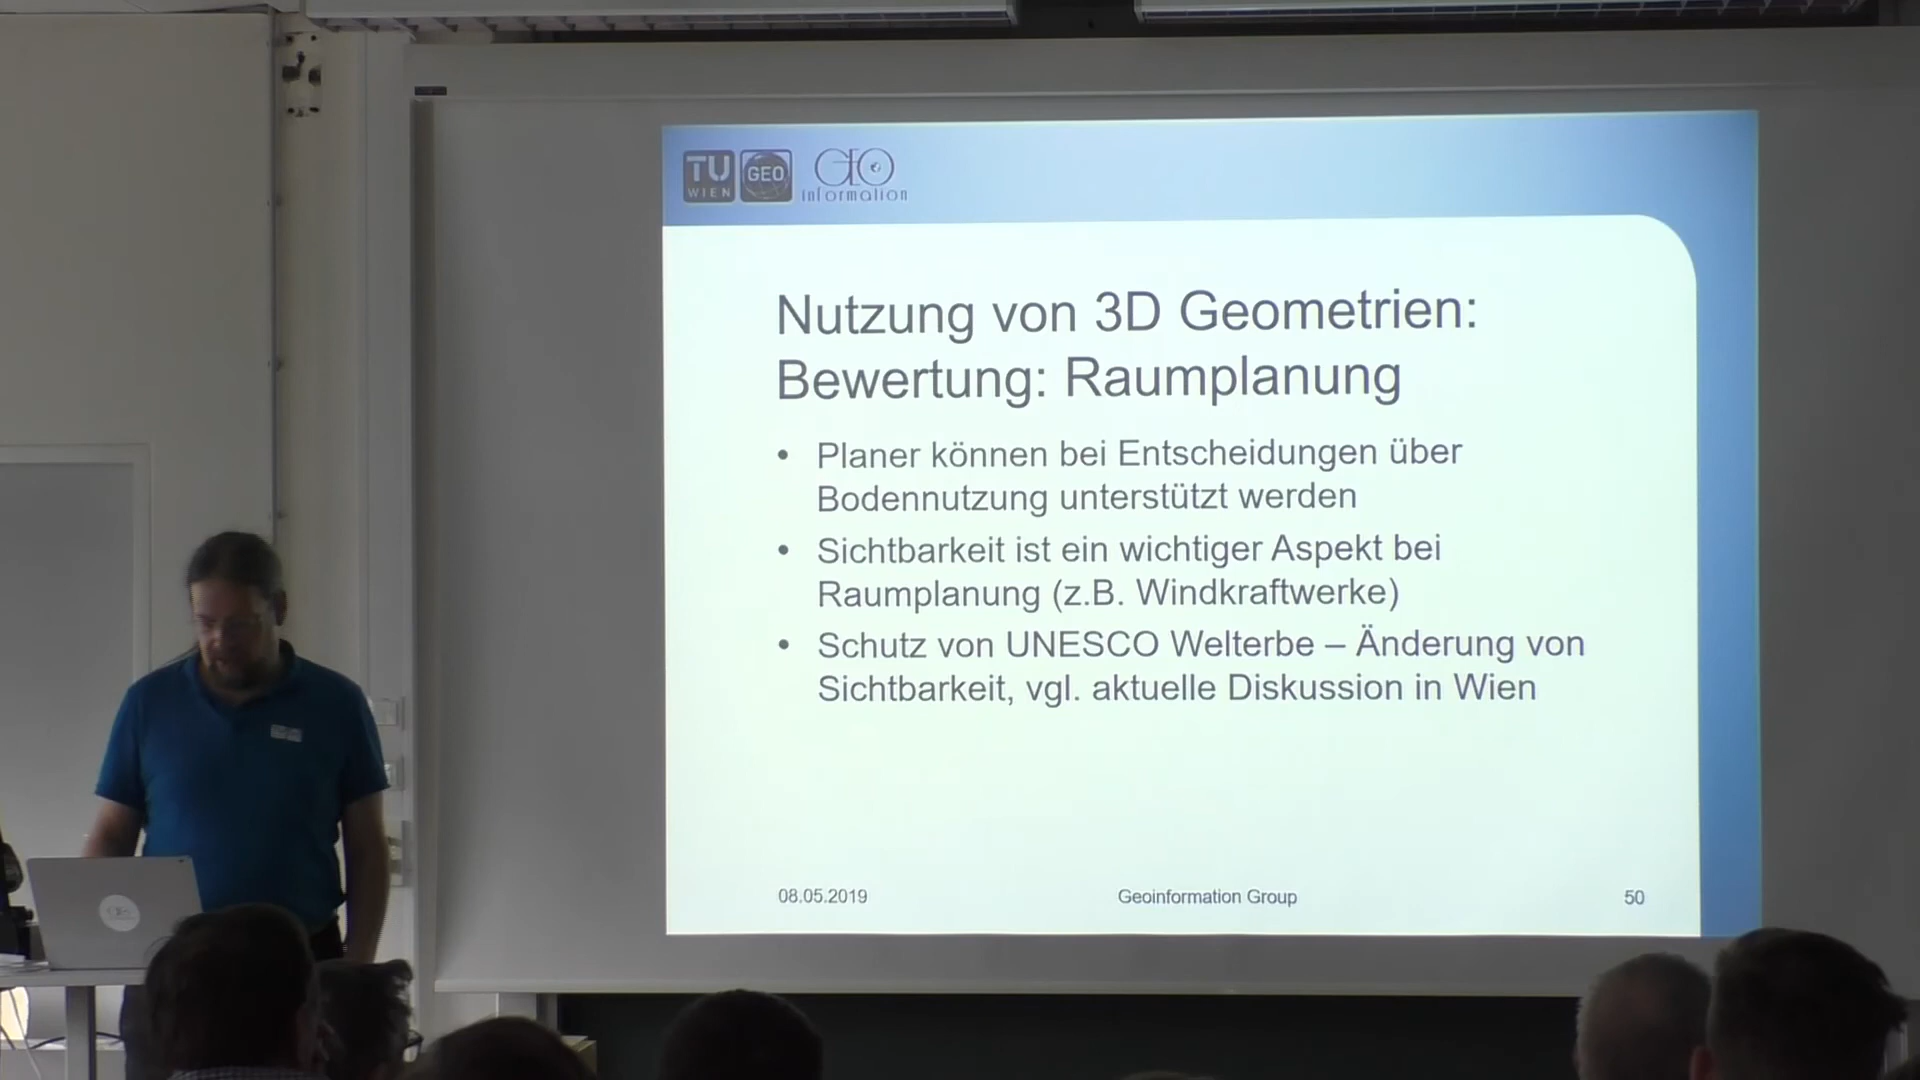 TU
WIEN
GEO
GEO
information
Nutzung von 3D Geometrien:
Bewertung: Raumplanung
• Planer können bei Entscheidungen über
Bodennutzung unterstützt werden
• Sichtbarkeit ist ein wichtiger Aspekt bei
Raumplanung (z.B. Windkraftwerke)
• Schutz von UNESCO Welterbe – Änderung von
Sichtbarkeit, vgl. aktuelle Diskussion in Wien
08.05.2019
Geoinformation Group
50